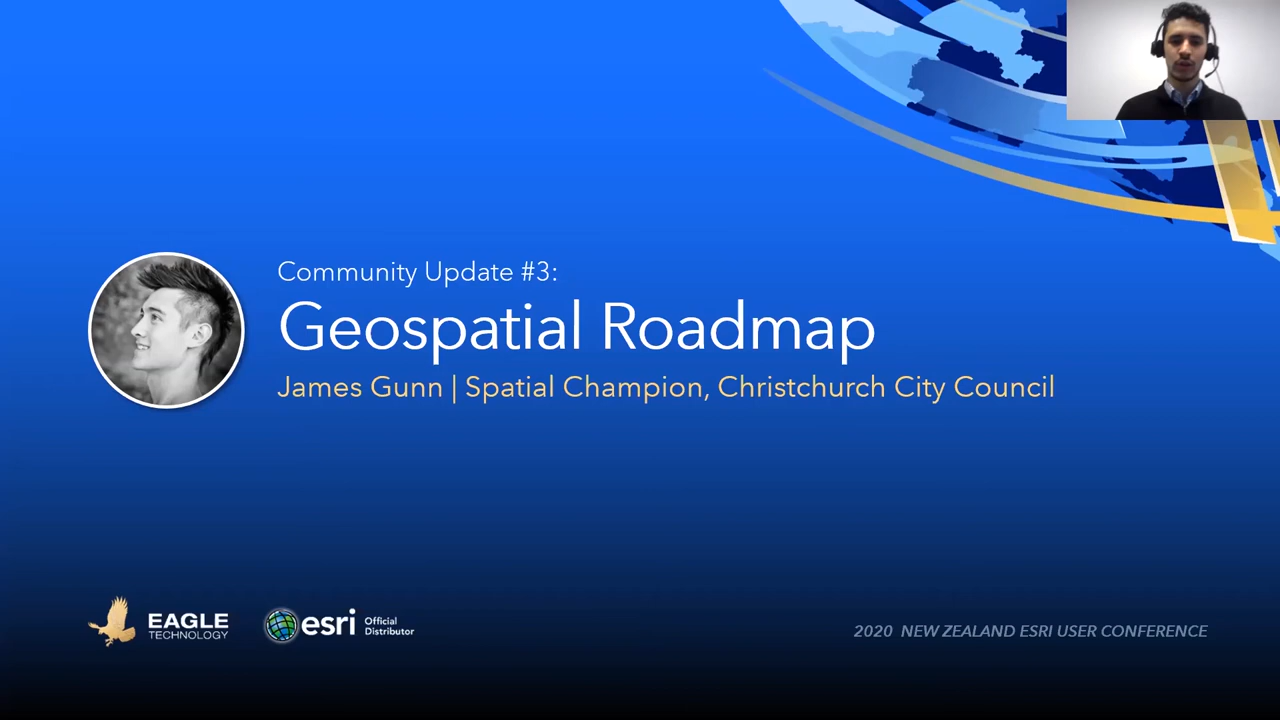 Community Update #3:
Geospatial Roadmap
James Gunn | Spatial Champion, Christchurch City Council
EAGLE
TECHNOLOGY
esri
Official
Distributor
2020 NEW ZEALAND ESRI USER CONFERENCE